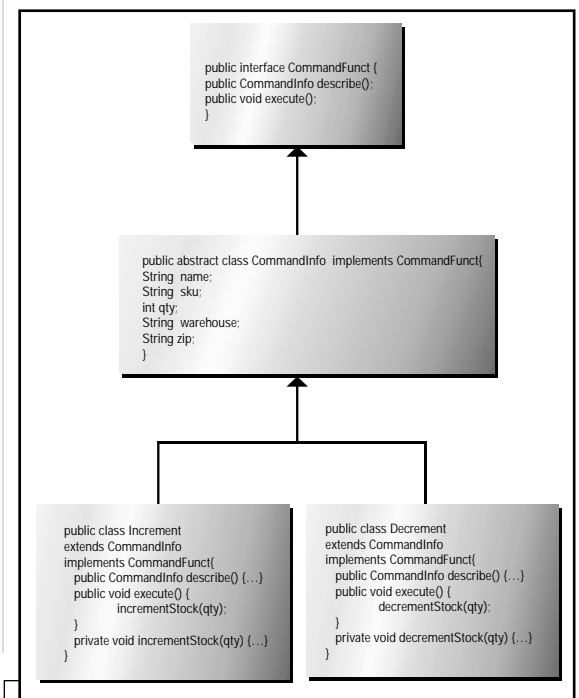 public interface CommandFunct {
public CommandInfo describe();
public void execute();
}
public abstract class CommandInfo implements CommandFunct{
String name;
String sku;
int qty;
String warehouse;
String zip;
}
public class Increment
extends CommandInfo
implements CommandFunct{
public CommandInfo describe() {…}
public void execute() {
incrementStock(qty);
}
private void incrementStock(qty) {…}
}
public class Decrement
extends CommandInfo
implements CommandFunct{
public CommandInfo describe() {…}
public void execute() {
decrementStock(qty);
}
private void decrementStock(qty) {…}
}